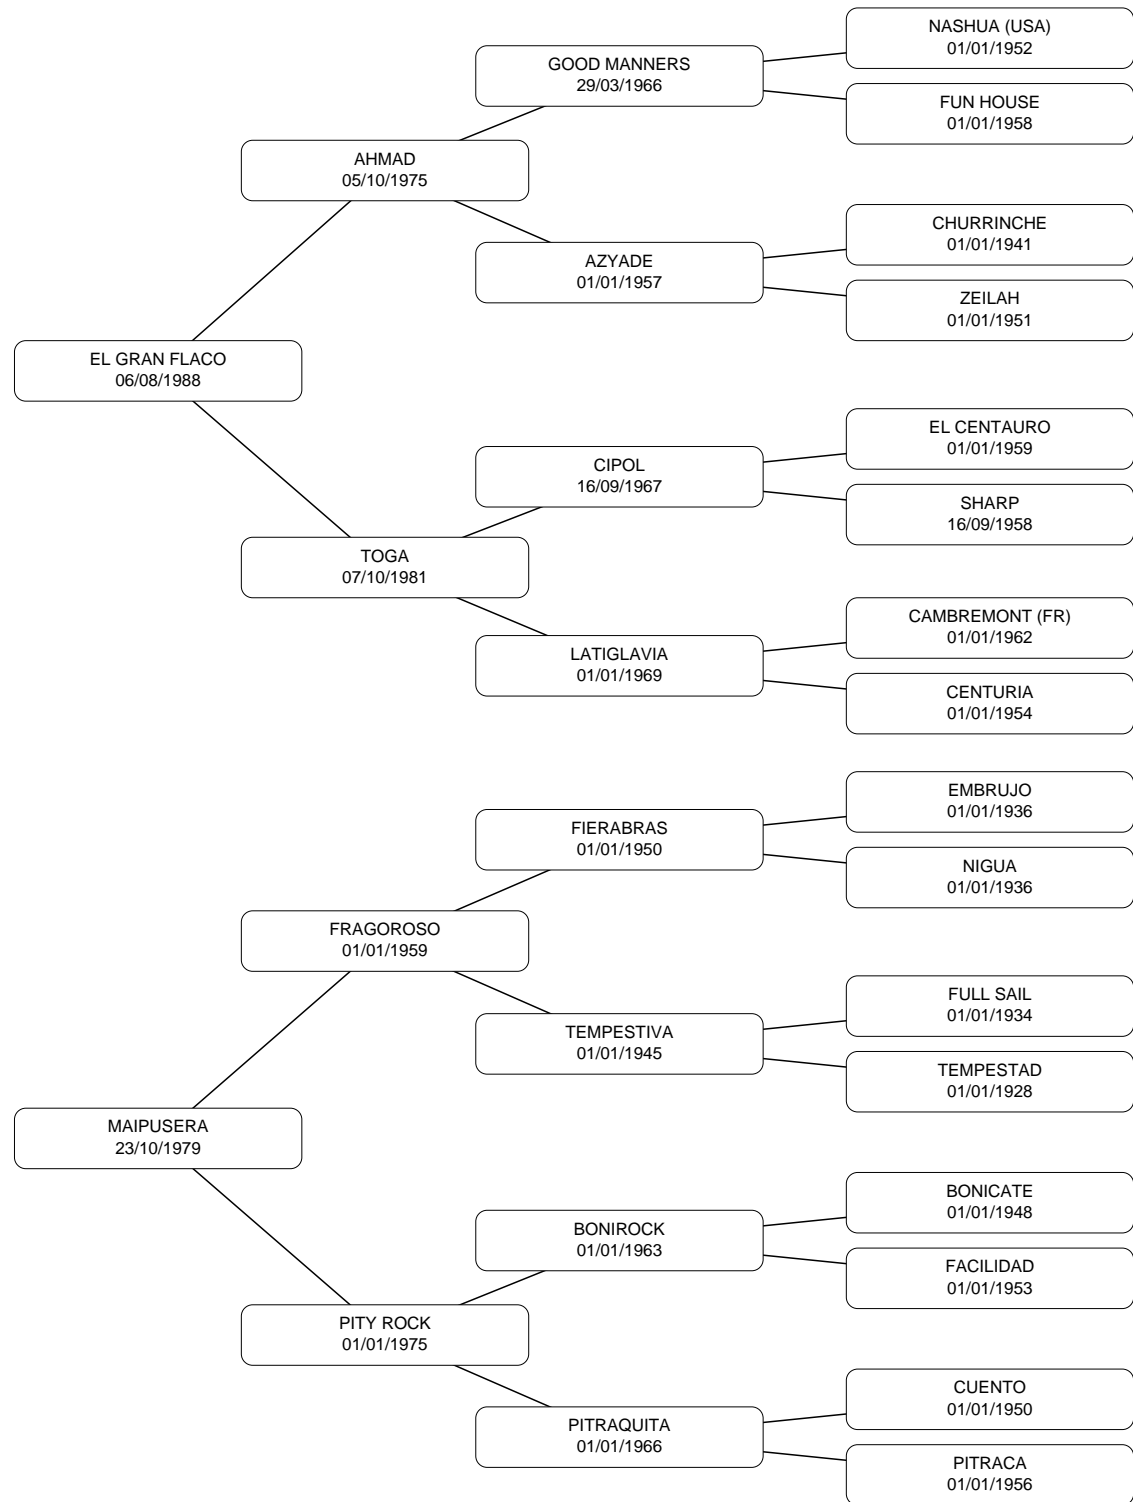 NASHUA (USA)
01/01/1952
GOOD MANNERS
29/03/1966
FUN HOUSE
01/01/1958
AHMAD
05/10/1975
CHURRINCHE
01/01/1941
AZYADE
01/01/1957
ZEILAH
01/01/1951
EL GRAN FLACO
06/08/1988
EL CENTAURO
01/01/1959
CIPOL
16/09/1967
SHARP
16/09/1958
TOGA
07/10/1981
CAMBREMONT (FR)
01/01/1962
LATIGLAVIA
01/01/1969
CENTURIA
01/01/1954
EMBRUJO
01/01/1936
FIERABRAS
01/01/1950
NIGUA
01/01/1936
FRAGOROSO
01/01/1959
FULL SAIL
01/01/1934
TEMPESTIVA
01/01/1945
TEMPESTAD
01/01/1928
MAIPUSERA
23/10/1979
BONICATE
01/01/1948
BONIROCK
01/01/1963
FACILIDAD
01/01/1953
PITY ROCK
01/01/1975
CUENTO
01/01/1950
PITRAQUITA
01/01/1966
PITRACA
01/01/1956